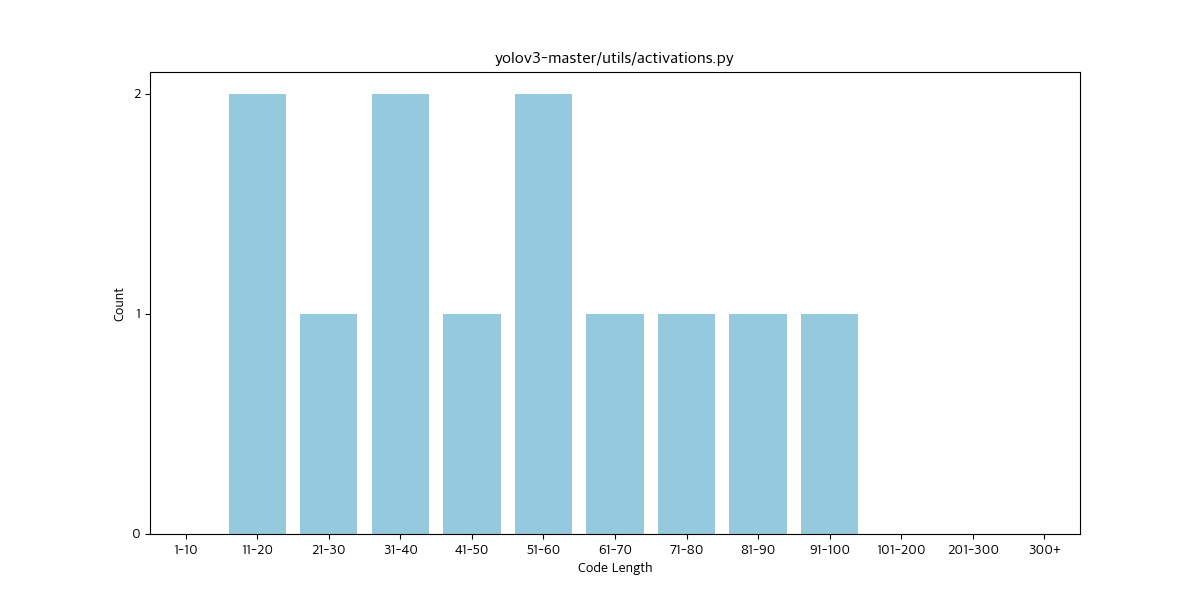 yolov3-master/utils/activations.py
Count
2
1
0
1-10 11-20 21-30 31-40 41-50 51-60 61-70 71-80 81-90 91-100 101-200 201-300 300+
Code Length